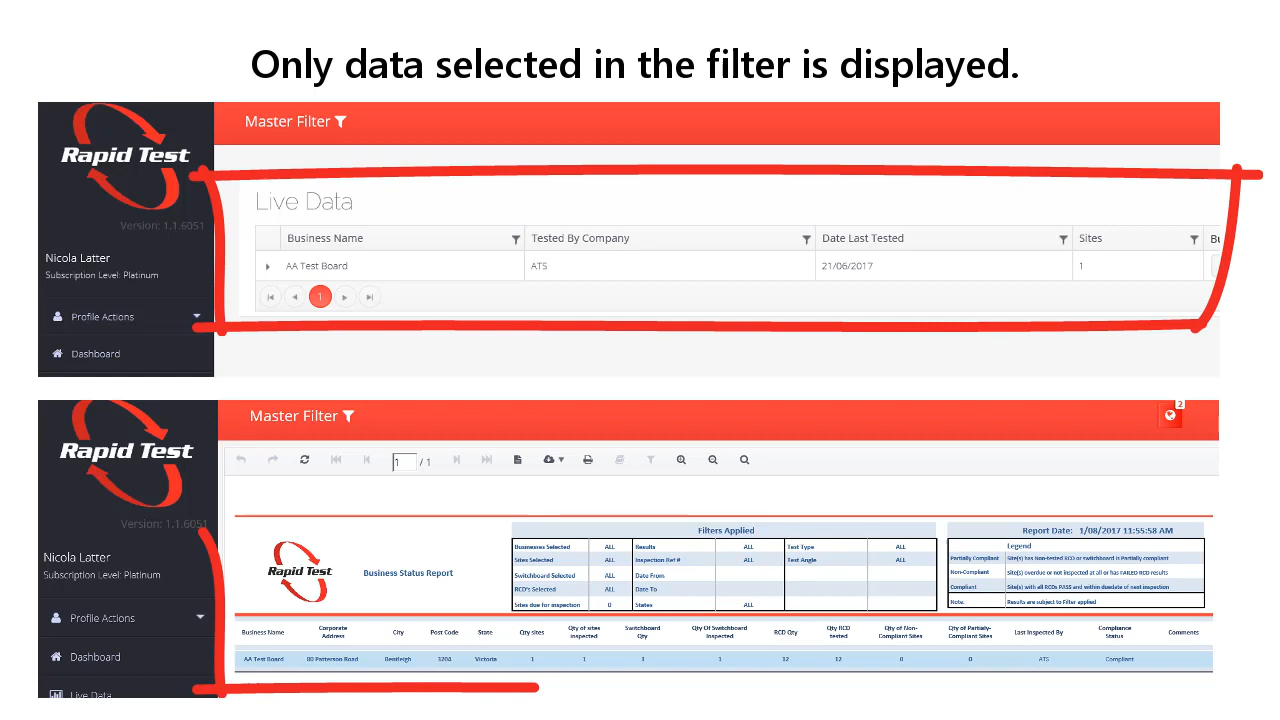 Only data selected in the filter is displayed.
Rapid Test
Version: 1.1.6051
Nicola Latter
Subscription Level: Platinum
Profile Actions
Dashboard
Master Filter
Live Data
Business Name Tested By Company Date Last Tested Sites
AA Test Board ATS 21/06/2017 1
1
Rapid Test
Version: 1.1.6051
Nicola Latter
Subscription Level: Platinum
Profile Actions
Dashboard
Live Data
Master Filter
2
1 / 1
Rapid Test
Business Status Report
Filters Applied
Businesses Selected ALL Results ALL Test Type ALL
Sites Selected ALL Inspection Ref # ALL Test Angle ALL
Switchboard Selected ALL Date From
RCD's Selected ALL Date To
Sites due for inspection 0 States ALL
Report Date: 1/08/2017 11:55:58 AM
Legend
Partially Compliant Site(s) has Non-tested RCD or switchboard is Partially compliant
Non-Compliant Site(s) overdue or not inspected at all or has FAILED RCD results
Compliant Site(s) with all RCDs PASS and within duedate of next inspection
Note. Results are subject to Filter applied
Business Name Corporate Address City Post Code State Qty sites Qty of sites inspected Switchboard Qty Qty Of Switchboard Inspected RCD Qty Qty RCD tested Qty of Non-Compliant Sites Qty of Partialy-Compliant Sites Last Inspected By Compliance Status Comments
AA Test Board 80 Patterson Road Bentleigh 3204 Victoria 1 1 1 1 12 12 0 0 ATS Compliant